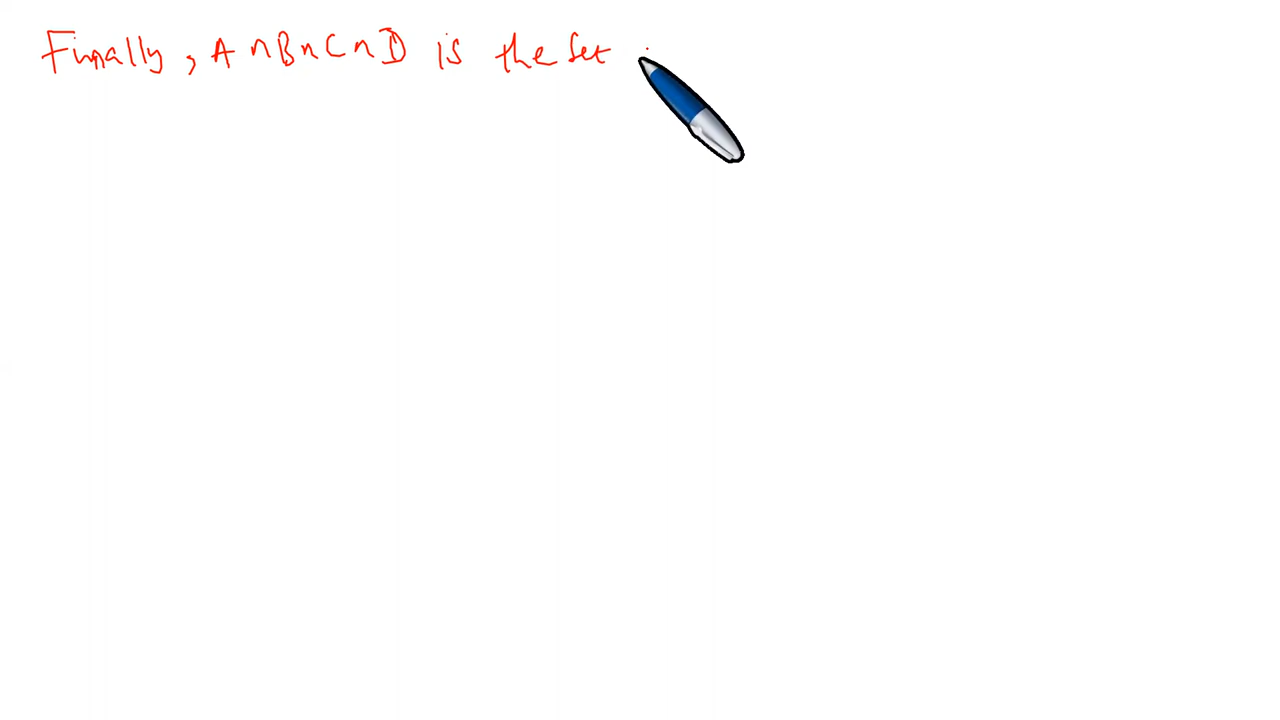 Finally, A ∩ B ∩ C ∩ D is the set